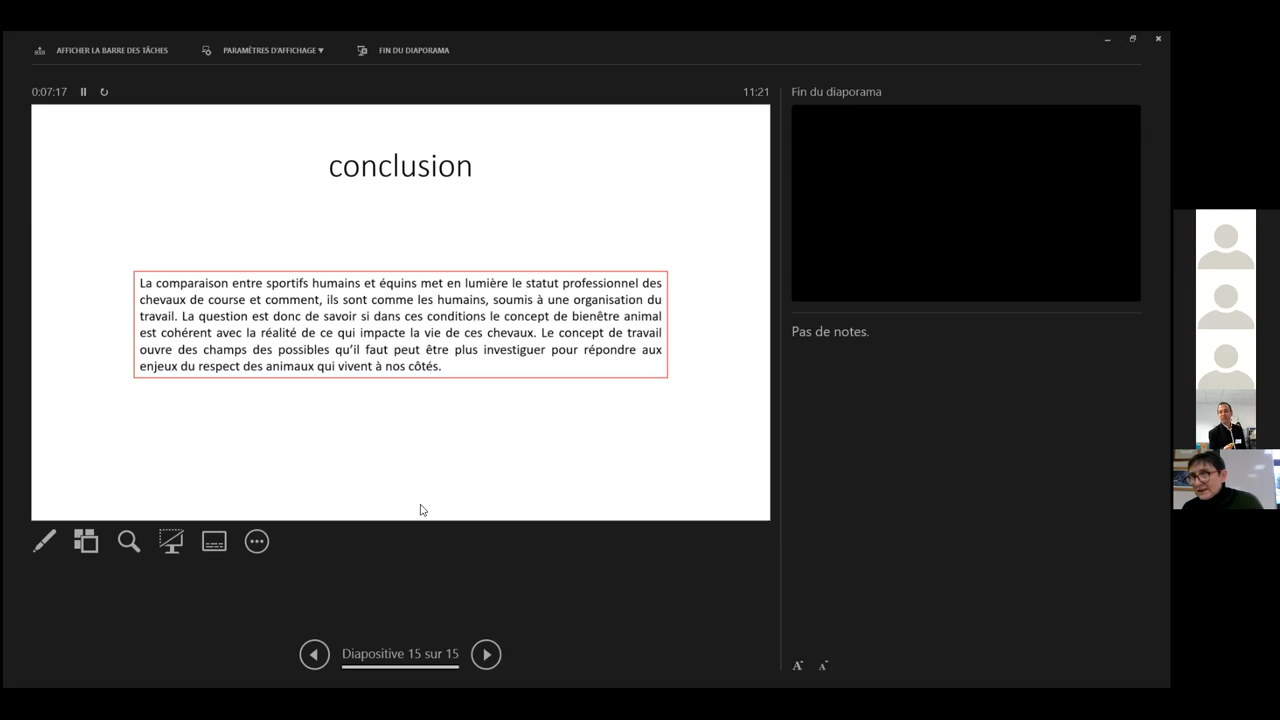 AFFICHER LA BARRE DES TÂCHES PARAMÈTRES D'AFFICHAGE ▼ FIN DU DIAPORAMA
0:07:17 11:21 Fin du diaporama
conclusion
La comparaison entre sportifs humains et équins met en lumière le statut professionnel des
chevaux de course et comment, ils sont comme les humains, soumis à une organisation du
travail. La question est donc de savoir si dans ces conditions le concept de bienêtre animal
est cohérent avec la réalité de ce qui impacte la vie de ces chevaux. Le concept de travail
ouvre des champs des possibles qu'il faut peut être plus investiguer pour répondre aux
enjeux du respect des animaux qui vivent à nos côtés.
Pas de notes.
Diapositive 15 sur 15
A A